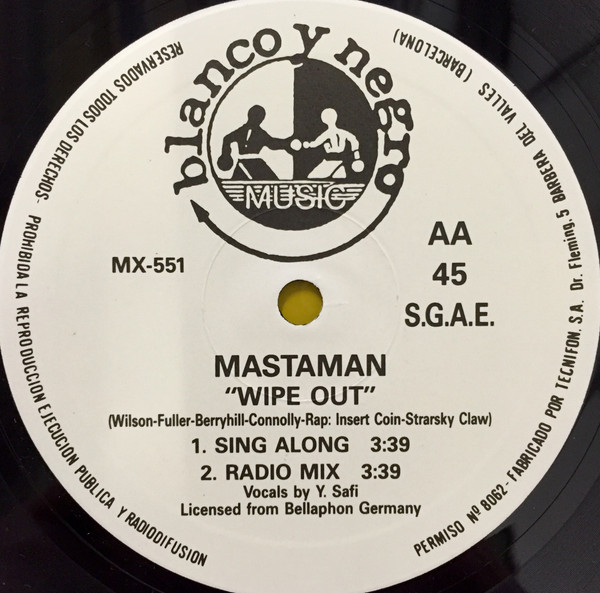 blanco y negro
MUSIC
MX-551
AA
45
S.G.A.E.
MASTAMAN
“WIPE OUT”
(Wilson-Fuller-Berryhill-Connolly-Rap: Insert Coin-Strarsky Claw)
1. SING ALONG 3:39
2. RADIO MIX 3:39
Vocals by Y. Safi
Licensed from Bellaphon Germany
RESERVADOS TODOS LOS DERECHOS- PROHIBIDA LA REPRODUCCION EJECUCION PUBLICA Y RADIODIFUSION
PERMISO Nº 8062-FABRICADO POR TECNIFON. S.A. Dr. Fleming, 5 BARBERA DEL VALLES (BARCELONA)